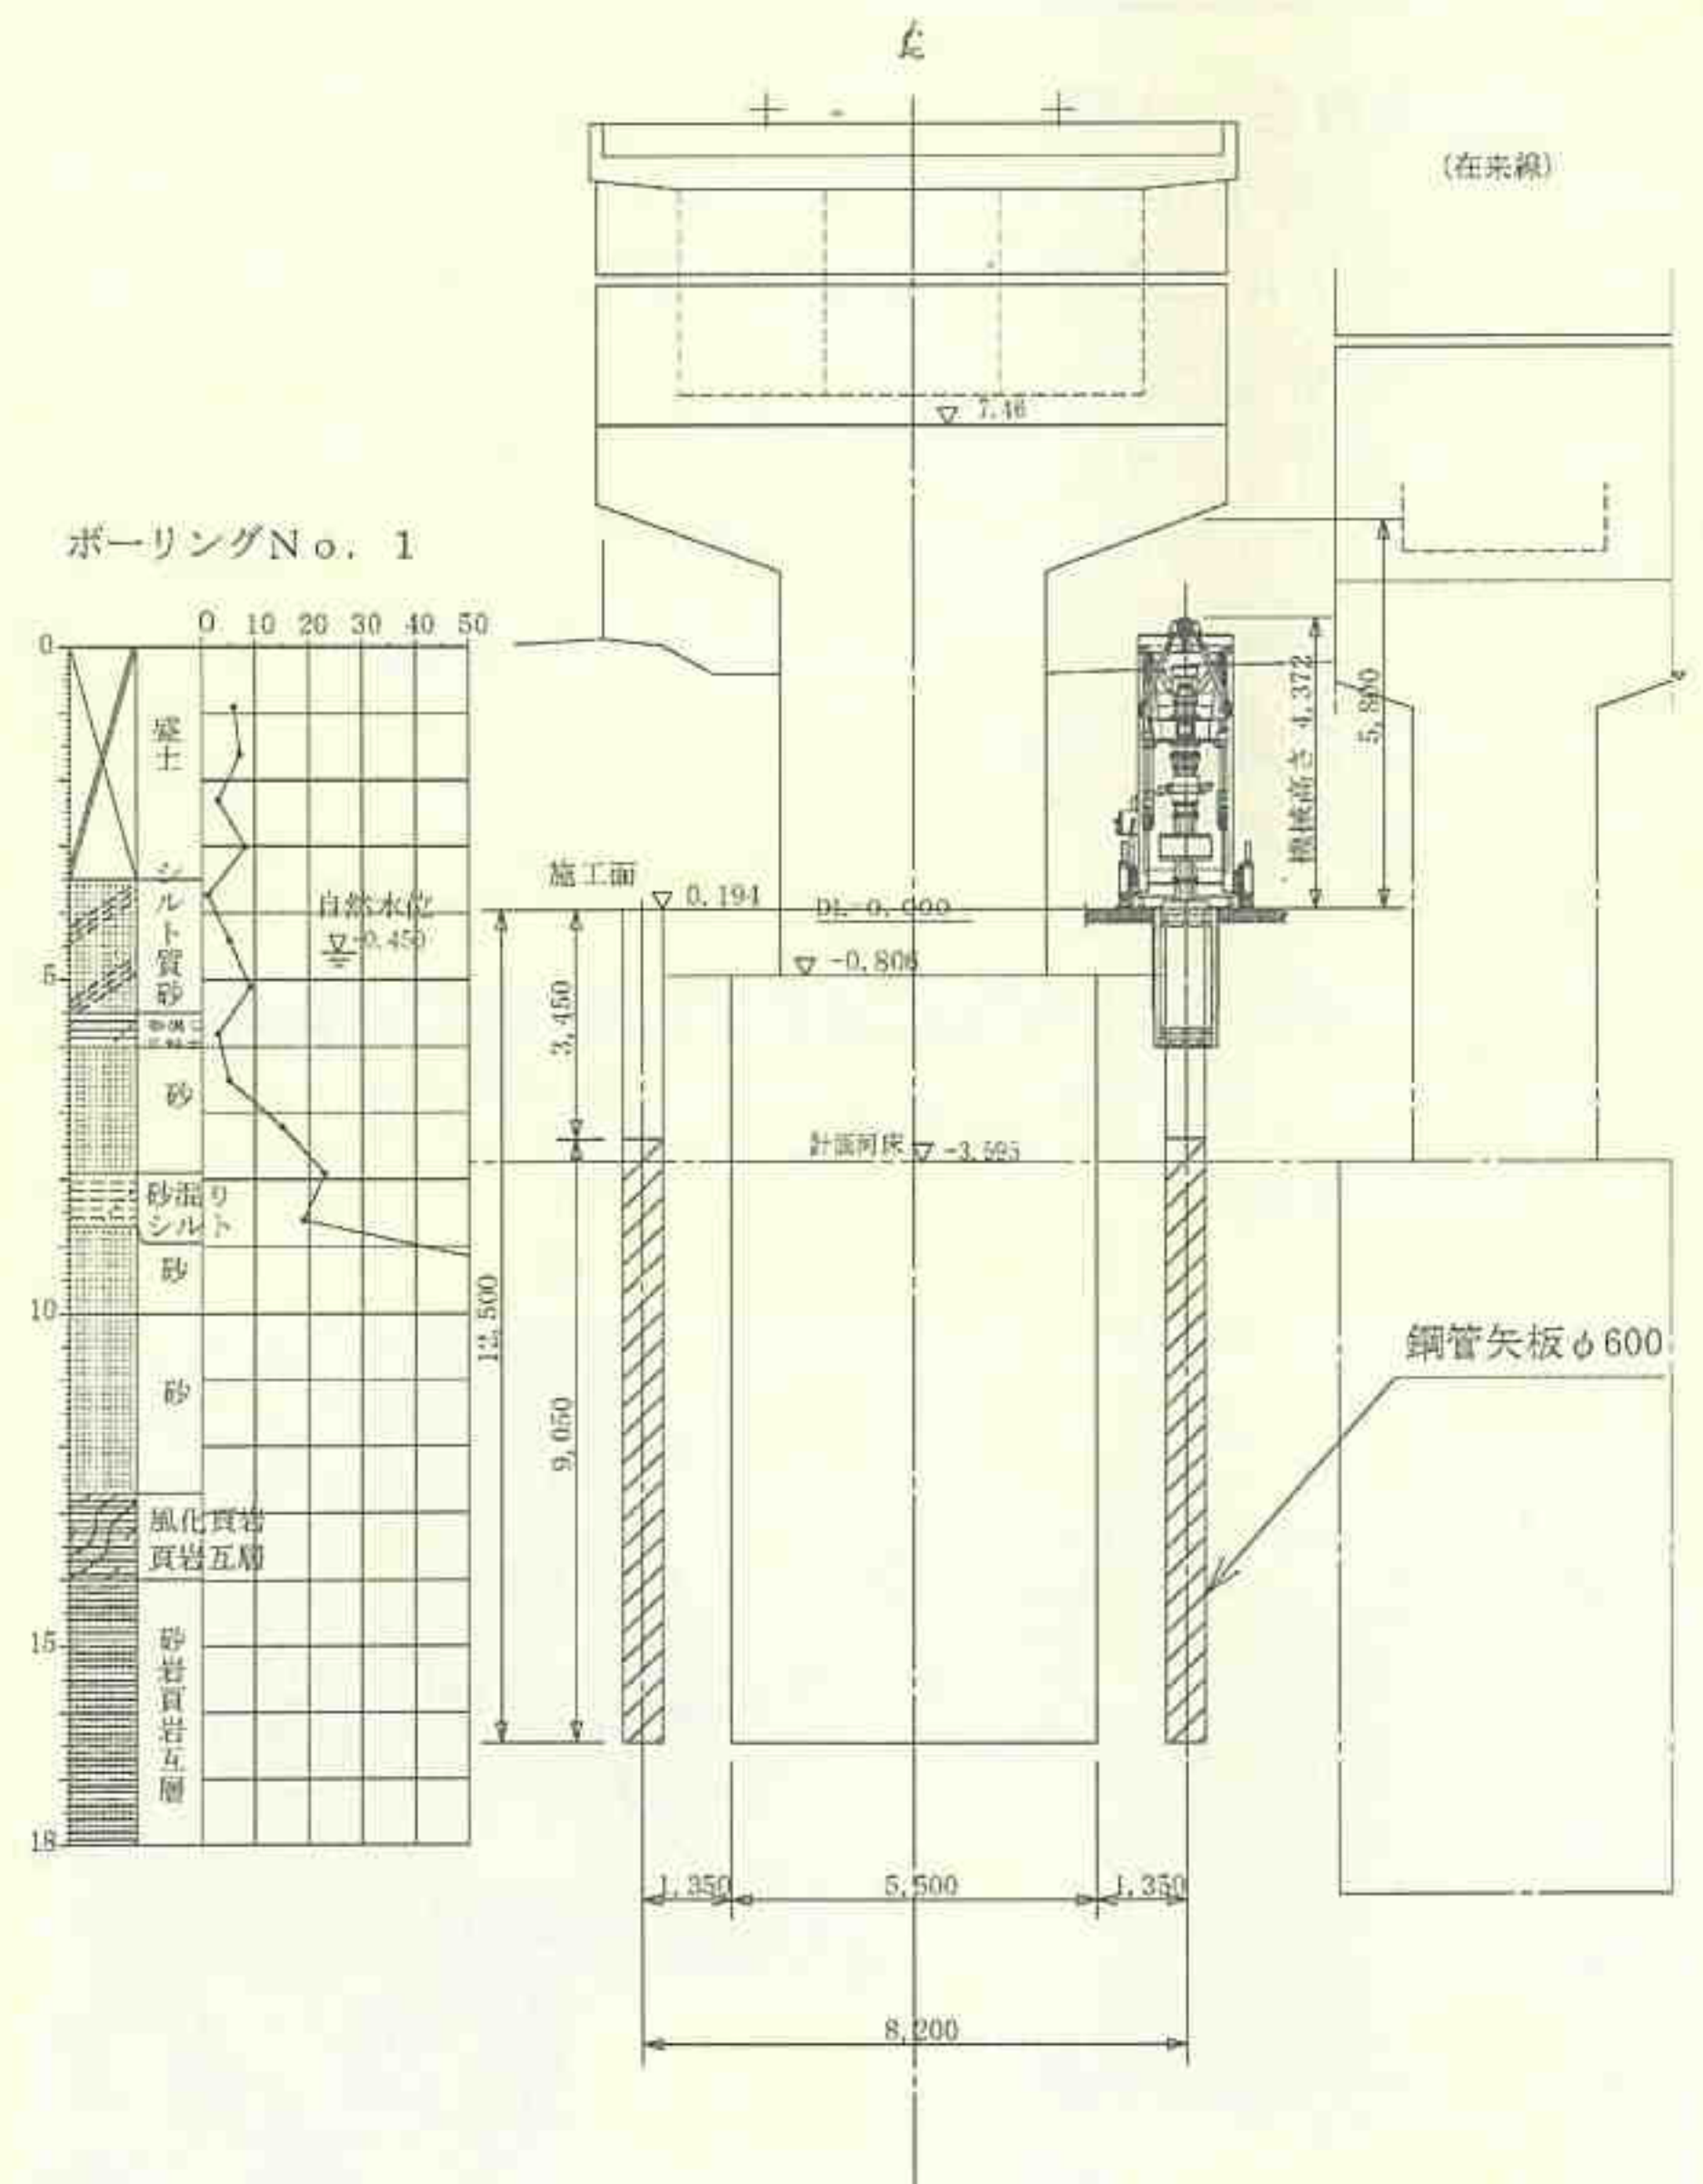 ℄
(在来線)
7.46
ボーリングNo. 1
0 10 20 30 40 50
0
5
10
15
18
盛土
シルト質砂
砂
砂混り
シルト
砂
砂
風化頁岩
頁岩互層
砂岩頁岩互層
自然水位
-0.450
施工面
0.194
DL=0.000
-0.806
計画河床
-3.595
3,450
9,050
12,500
機械高さ 4,372
5,800
鋼管矢板φ600
1,350
5,500
1,350
8,200